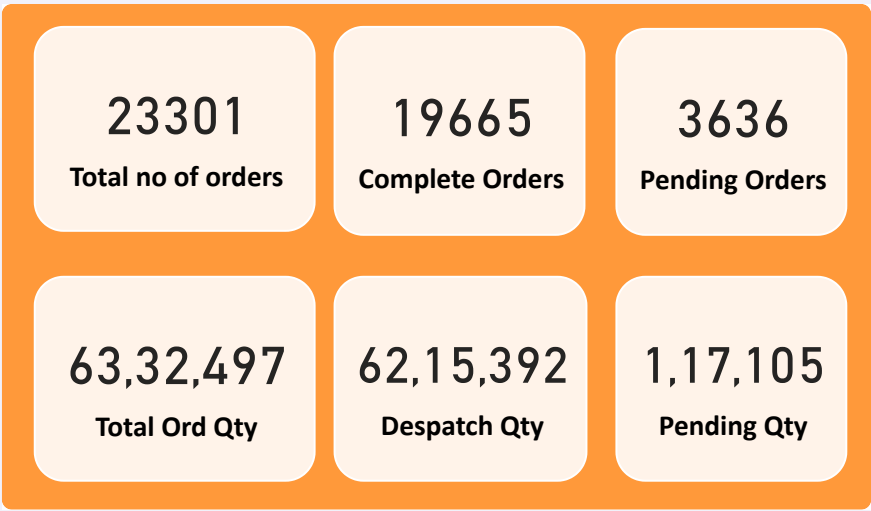 23301
Total no of orders
19665
Complete Orders
3636
Pending Orders
63,32,497
Total Ord Qty
62,15,392
Despatch Qty
1,17,105
Pending Qty